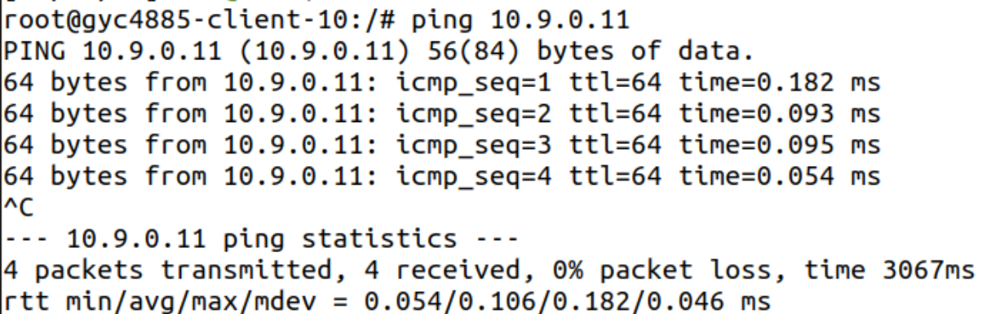 root@gyc4885-client-10:/# ping 10.9.0.11
PING 10.9.0.11 (10.9.0.11) 56(84) bytes of data.
64 bytes from 10.9.0.11: icmp_seq=1 ttl=64 time=0.182 ms
64 bytes from 10.9.0.11: icmp_seq=2 ttl=64 time=0.093 ms
64 bytes from 10.9.0.11: icmp_seq=3 ttl=64 time=0.095 ms
64 bytes from 10.9.0.11: icmp_seq=4 ttl=64 time=0.054 ms
^C
--- 10.9.0.11 ping statistics ---
4 packets transmitted, 4 received, 0% packet loss, time 3067ms
rtt min/avg/max/mdev = 0.054/0.106/0.182/0.046 ms